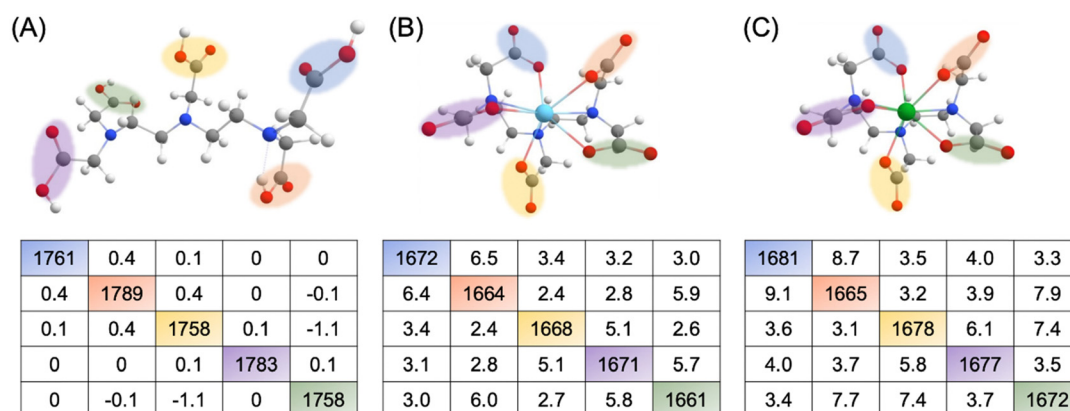 (A) (B) (C)
1761 0.4 0.1 0 0 1672 6.5 3.4 3.2 3.0 1681 8.7 3.5 4.0 3.3
0.4 1789 0.4 0 -0.1 6.4 1664 2.4 2.8 5.9 9.1 1665 3.2 3.9 7.9
0.1 0.4 1758 0.1 -1.1 3.4 2.4 1668 5.1 2.6 3.6 3.1 1678 6.1 7.4
0 0 0.1 1783 0.1 3.1 2.8 5.1 1671 5.7 4.0 3.7 5.8 1677 3.5
0 -0.1 -1.1 0 1758 3.0 6.0 2.7 5.8 1661 3.4 7.7 7.4 3.7 1672